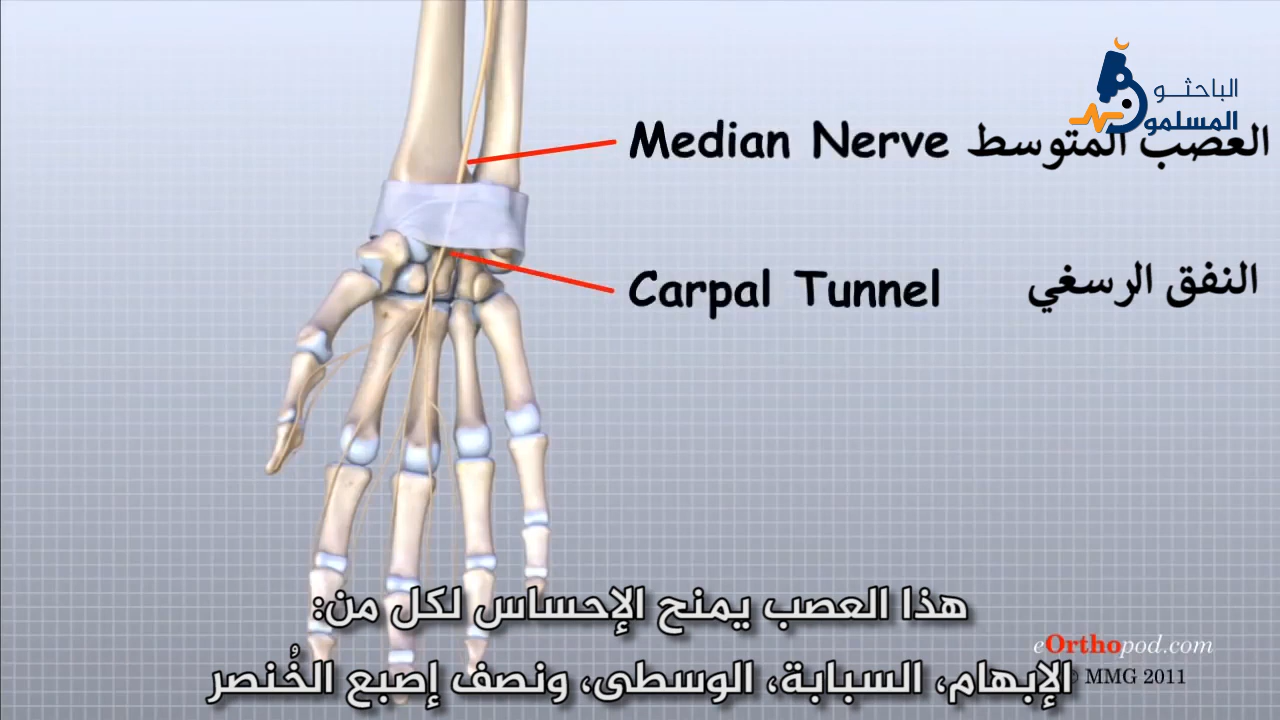 الباحثـــو
المسلمو
Median Nerve العصب المتوسط
Carpal Tunnel النفق الرسغي
هذا العصب يمنح الإحساس لكل من:
eOrthopod.com
الإبهام، السبابة، الوسطى، ونصف إصبع الخُنصر
© MMG 2011